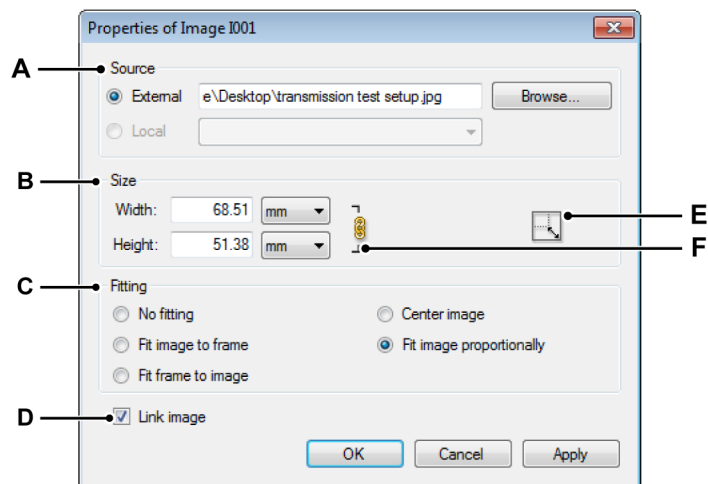 Properties of Image I001
A
Source
External e\Desktop\transmission test setup.jpg Browse...
Local
B
Size
Width: 68.51 mm
E
Height: 51.38 mm
F
C
Fitting
No fitting Center image
Fit image to frame Fit image proportionally
Fit frame to image
D
Link image
OK Cancel Apply